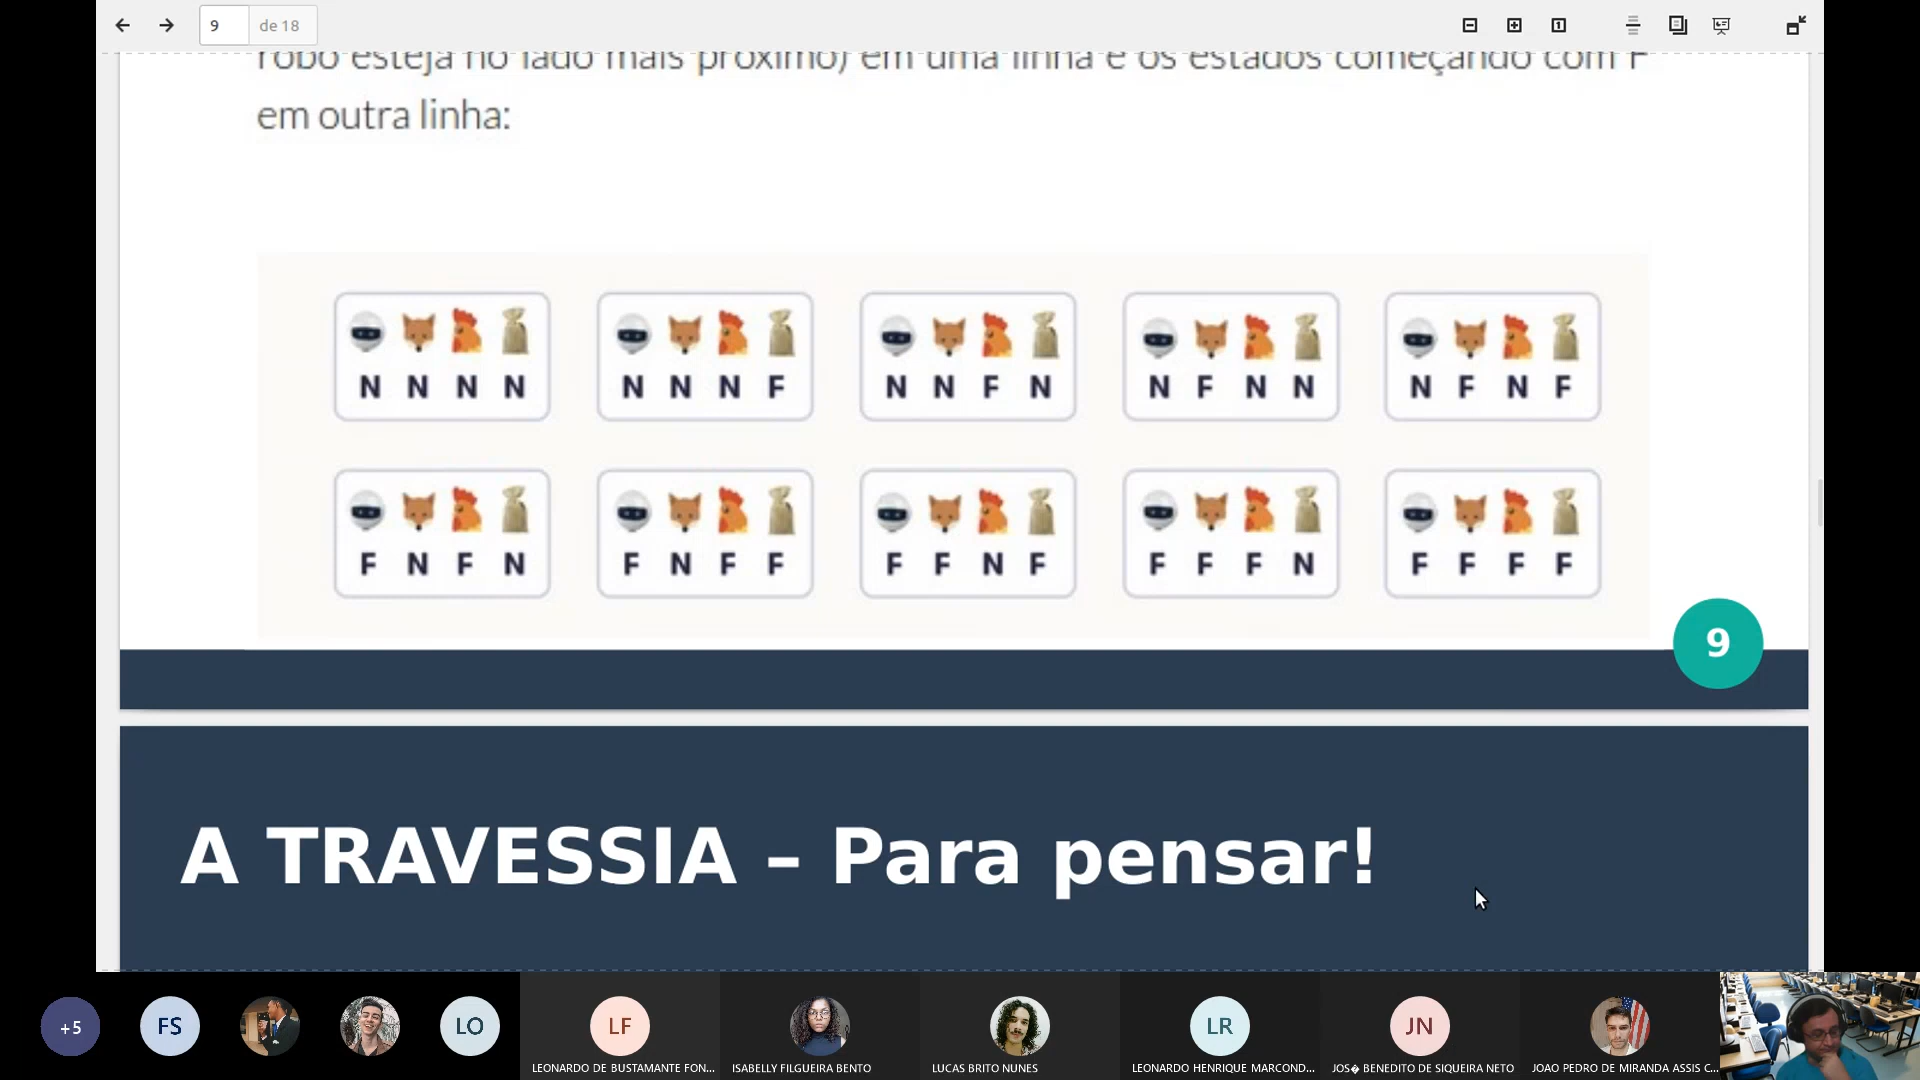 9 de 18
robô esteja no lado mais próximo) em uma linha e os estados começando com F
em outra linha:
N N N N
N N N F
N N F N
N F N N
N F N F
F N F N
F N F F
F F N F
F F F N
F F F F
9
A TRAVESSIA – Para pensar!
+5
FS
LO
LF
LR
JN
LEONARDO DE BUSTAMANTE FON...
ISABELLY FILGUEIRA BENTO
LUCAS BRITO NUNES
LEONARDO HENRIQUE MARCOND...
JOS� BENEDITO DE SIQUEIRA NETO
JOAO PEDRO DE MIRANDA ASSIS C...